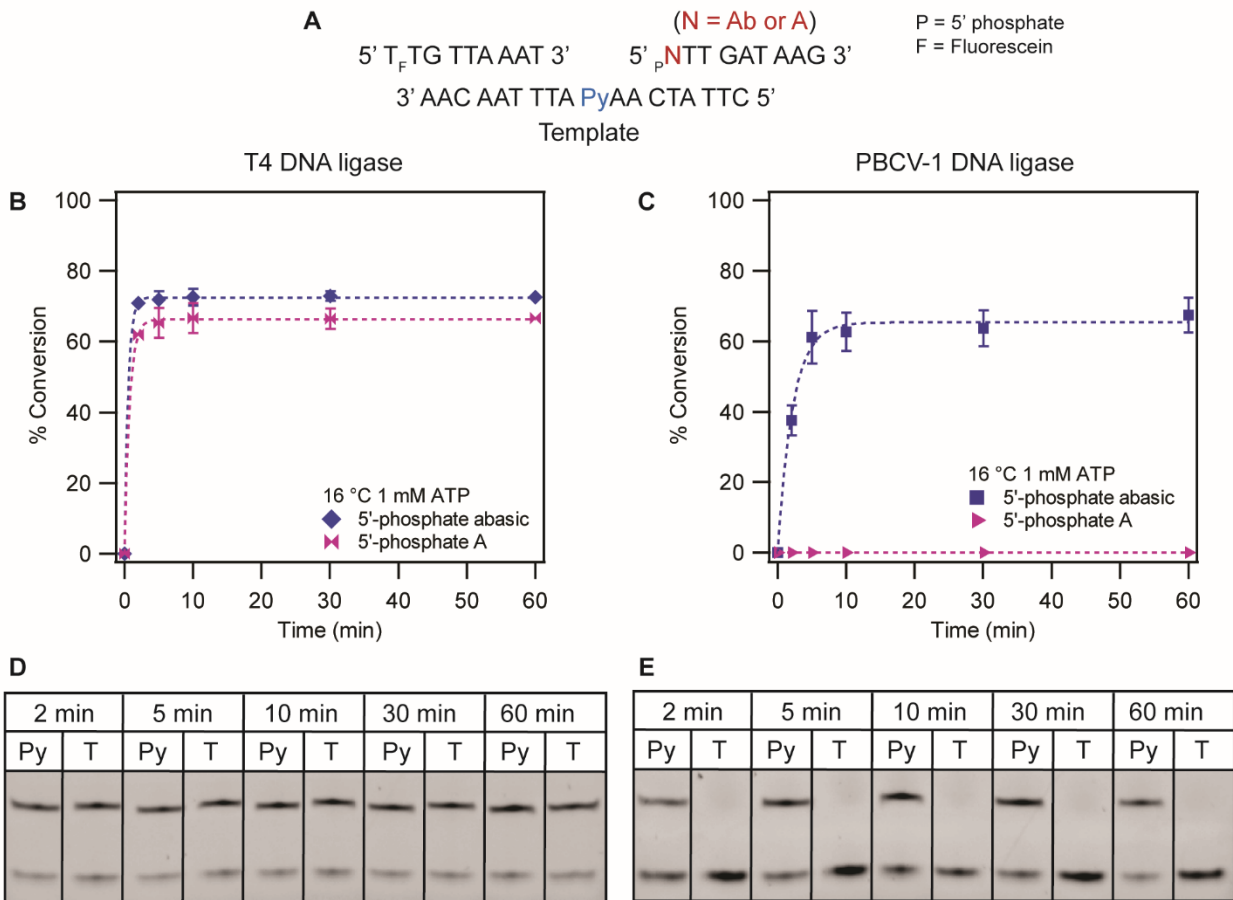 A
(N = Ab or A)
P = 5' phosphate
F = Fluorescein
5' TFTG TTA AAT 3'
5' PNTT GAT AAG 3'
3' AAC AAT TTA PyAA CTA TTC 5'
Template
T4 DNA ligase
PBCV-1 DNA ligase
B
100
80
60
40
20
0
% Conversion
16 °C 1 mM ATP
5'-phosphate abasic
5'-phosphate A
0 10 20 30 40 50 60
Time (min)
C
100
80
60
40
20
0
% Conversion
16 °C 1 mM ATP
5'-phosphate abasic
5'-phosphate A
0 10 20 30 40 50 60
Time (min)
D
2 min 5 min 10 min 30 min 60 min
Py T Py T Py T Py T Py T
E
2 min 5 min 10 min 30 min 60 min
Py T Py T Py T Py T Py T